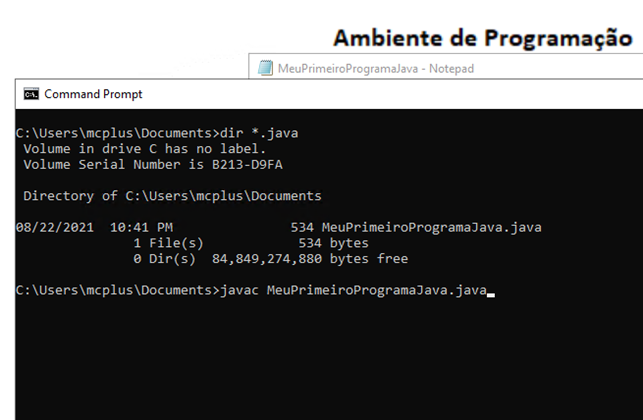 Ambiente de Programação
MeuPrimeiroProgramaJava - Notepad
Command Prompt
C:\Users\mcplus\Documents>dir *.java
Volume in drive C has no label.
Volume Serial Number is B213-D9FA
Directory of C:\Users\mcplus\Documents
08/22/2021  10:41 PM               534 MeuPrimeiroProgramaJava.java
1 File(s)            534 bytes
0 Dir(s)  84,849,274,880 bytes free
C:\Users\mcplus\Documents>javac MeuPrimeiroProgramaJava.java